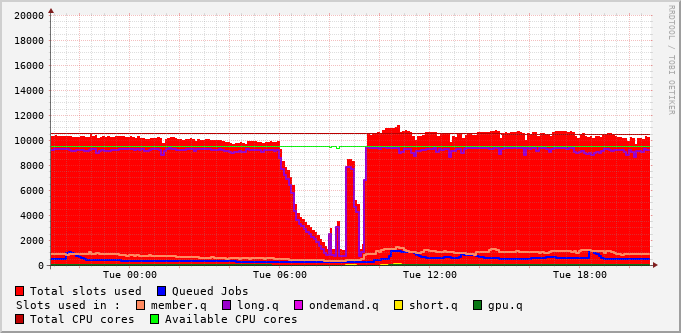 20000
18000
16000
14000
12000
10000
8000
6000
4000
2000
0
Tue 00:00 Tue 06:00 Tue 12:00 Tue 18:00
RRDTOOL / TOBI OETIKER
Total slots used Queued Jobs
Slots used in : member.q long.q ondemand.q short.q gpu.q
Total CPU cores Available CPU cores